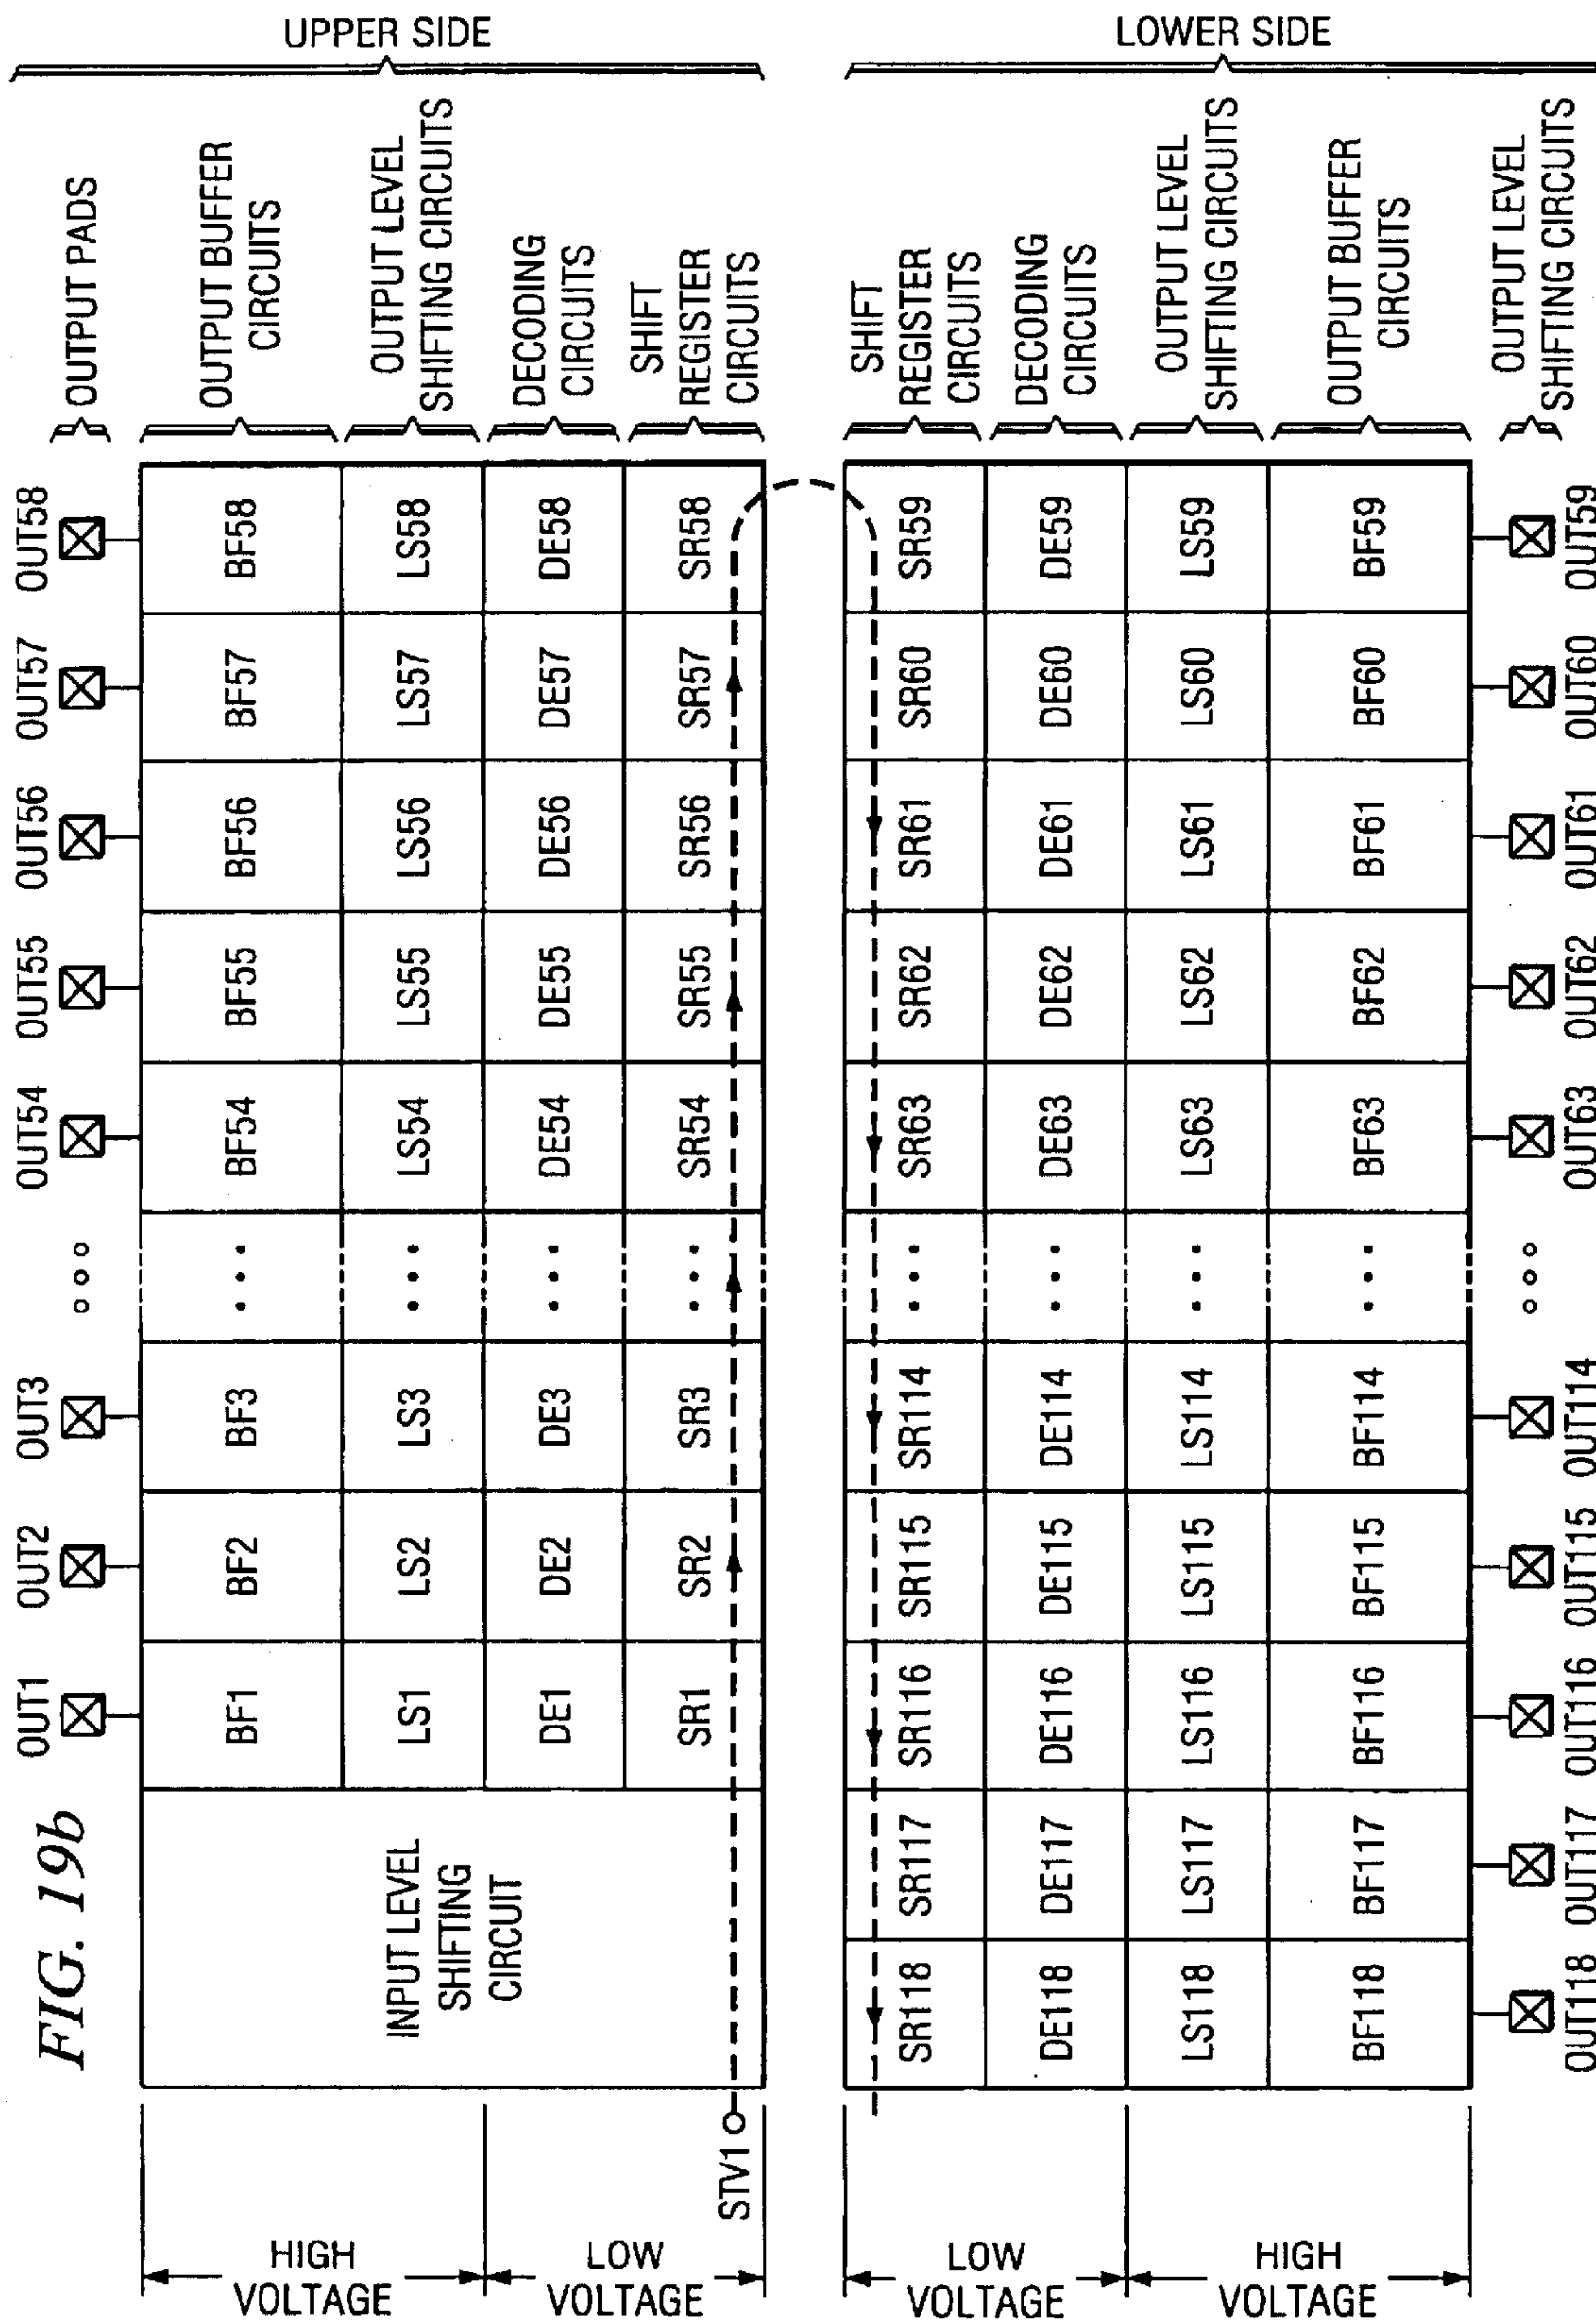 FIG. 19b
OUT1 OUT2 OUT3 OUT54 OUT55 OUT56 OUT57 OUT58
OUTPUT PADS
UPPER SIDE
HIGH
VOLTAGE
LOW
VOLTAGE
INPUT LEVEL
SHIFTING
CIRCUIT
BF1 BF2 BF3 ... BF54 BF55 BF56 BF57 BF58
OUTPUT BUFFER
CIRCUITS
LS1 LS2 LS3 ... LS54 LS55 LS56 LS57 LS58
OUTPUT LEVEL
SHIFTING CIRCUITS
DE1 DE2 DE3 ... DE54 DE55 DE56 DE57 DE58
DECODING
CIRCUITS
SR1 SR2 SR3 ... SR54 SR55 SR56 SR57 SR58
SHIFT
REGISTER
CIRCUITS
STV1
LOWER SIDE
LOW
VOLTAGE
HIGH
VOLTAGE
SR118 SR117 SR116 SR115 SR114 ... SR63 SR62 SR61 SR60 SR59
SHIFT
REGISTER
CIRCUITS
DE118 DE117 DE116 DE115 DE114 ... DE63 DE62 DE61 DE60 DE59
DECODING
CIRCUITS
LS118 LS117 LS116 LS115 LS114 ... LS63 LS62 LS61 LS60 LS59
OUTPUT LEVEL
SHIFTING CIRCUITS
BF118 BF117 BF116 BF115 BF114 ... BF63 BF62 BF61 BF60 BF59
OUTPUT BUFFER
CIRCUITS
OUTPUT LEVEL
SHIFTING CIRCUITS
OUT118 OUT117 OUT116 OUT115 OUT114 OUT63 OUT62 OUT61 OUT60 OUT59